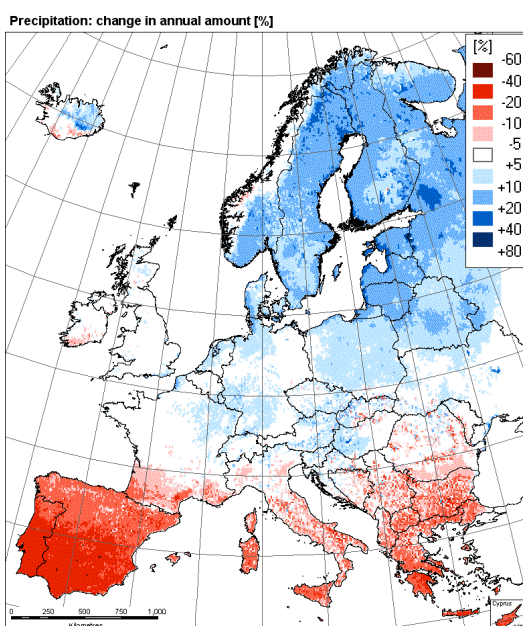 Precipitation: change in annual amount [%]
[%]
-60
-40
-20
-10
-5
+5
+10
+20
+40
+80
Cyprus
0 250 500 750 1,000
Kilometres